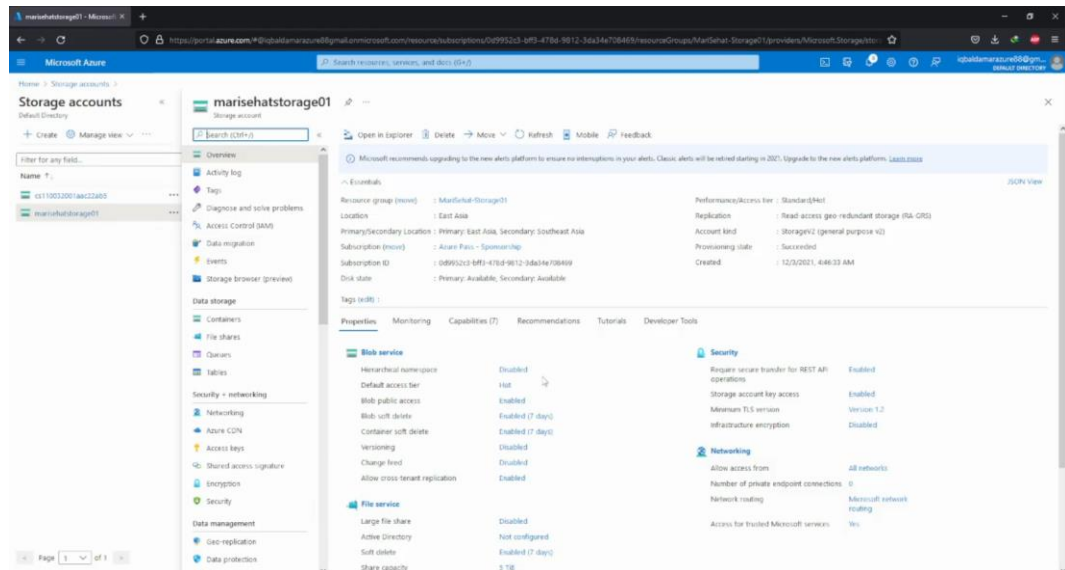 marisehatstorage01 - Microsoft
https://portal.azure.com/#@iqbaldamarazure88gmail.onmicrosoft.com/resource/subscriptions/0d9952c3-bff3-478d-9812-3da34e708469/resourceGroups/MariSehat-Storage01/providers/Microsoft.Storage/sto
Microsoft Azure
Search resources, services, and docs (G+/)
iqbaldamarazure88@gm...
DEFAULT DIRECTORY
Home > Storage accounts >
Storage accounts
Default Directory
+ Create
Manage view
...
Filter for any field...
Name ↑↓
marisehatstorage01
Page 1 of 1
marisehatstorage01
Storage account
Search (Ctrl+/)
Overview
Activity log
Tags
Diagnose and solve problems
Access Control (IAM)
Data migration
Events
Storage browser (preview)
Data storage
Containers
File shares
Queues
Tables
Security + networking
Networking
Azure CDN
Access keys
Shared access signature
Encryption
Security
Data management
Geo-replication
Data protection
Open in Explorer Delete Move Refresh Mobile Feedback
Microsoft recommends upgrading to the new alerts platform to ensure no interruptions in your alerts. Classic alerts will be retired starting in 2021. Upgrade to the new alerts platform. Learn more
Essentials
JSON View
Resource group (move) : MariSehat-Storage01
Location : East Asia
Primary/Secondary Location : Primary: East Asia, Secondary: Southeast Asia
Subscription (move) : Azure Pass - Sponsorship
Subscription ID : 0d9952c3-bff3-478d-9812-3da34e708469
Disk state : Primary: Available, Secondary: Available
Performance/Access tier : Standard/Hot
Replication : Read-access geo-redundant storage (RA-GRS)
Account kind : StorageV2 (general purpose v2)
Provisioning state : Succeeded
Created : 12/3/2021, 4:46:33 AM
Tags (edit) :
Properties Monitoring Capabilities (7) Recommendations Tutorials Developer Tools
Blob service
Hierarchical namespace Disabled
Default access tier Hot
Blob public access Enabled
Blob soft delete Enabled (7 days)
Container soft delete Enabled (7 days)
Versioning Disabled
Change feed Disabled
Allow cross-tenant replication Enabled
File service
Large file share Disabled
Active Directory Not configured
Soft delete Enabled (7 days)
Share capacity 5 TiB
Security
Require secure transfer for REST API operations Enabled
Storage account key access Enabled
Minimum TLS version Version 1.2
Infrastructure encryption Disabled
Networking
Allow access from All networks
Number of private endpoint connections 0
Network routing Microsoft network routing
Access for trusted Microsoft services Yes